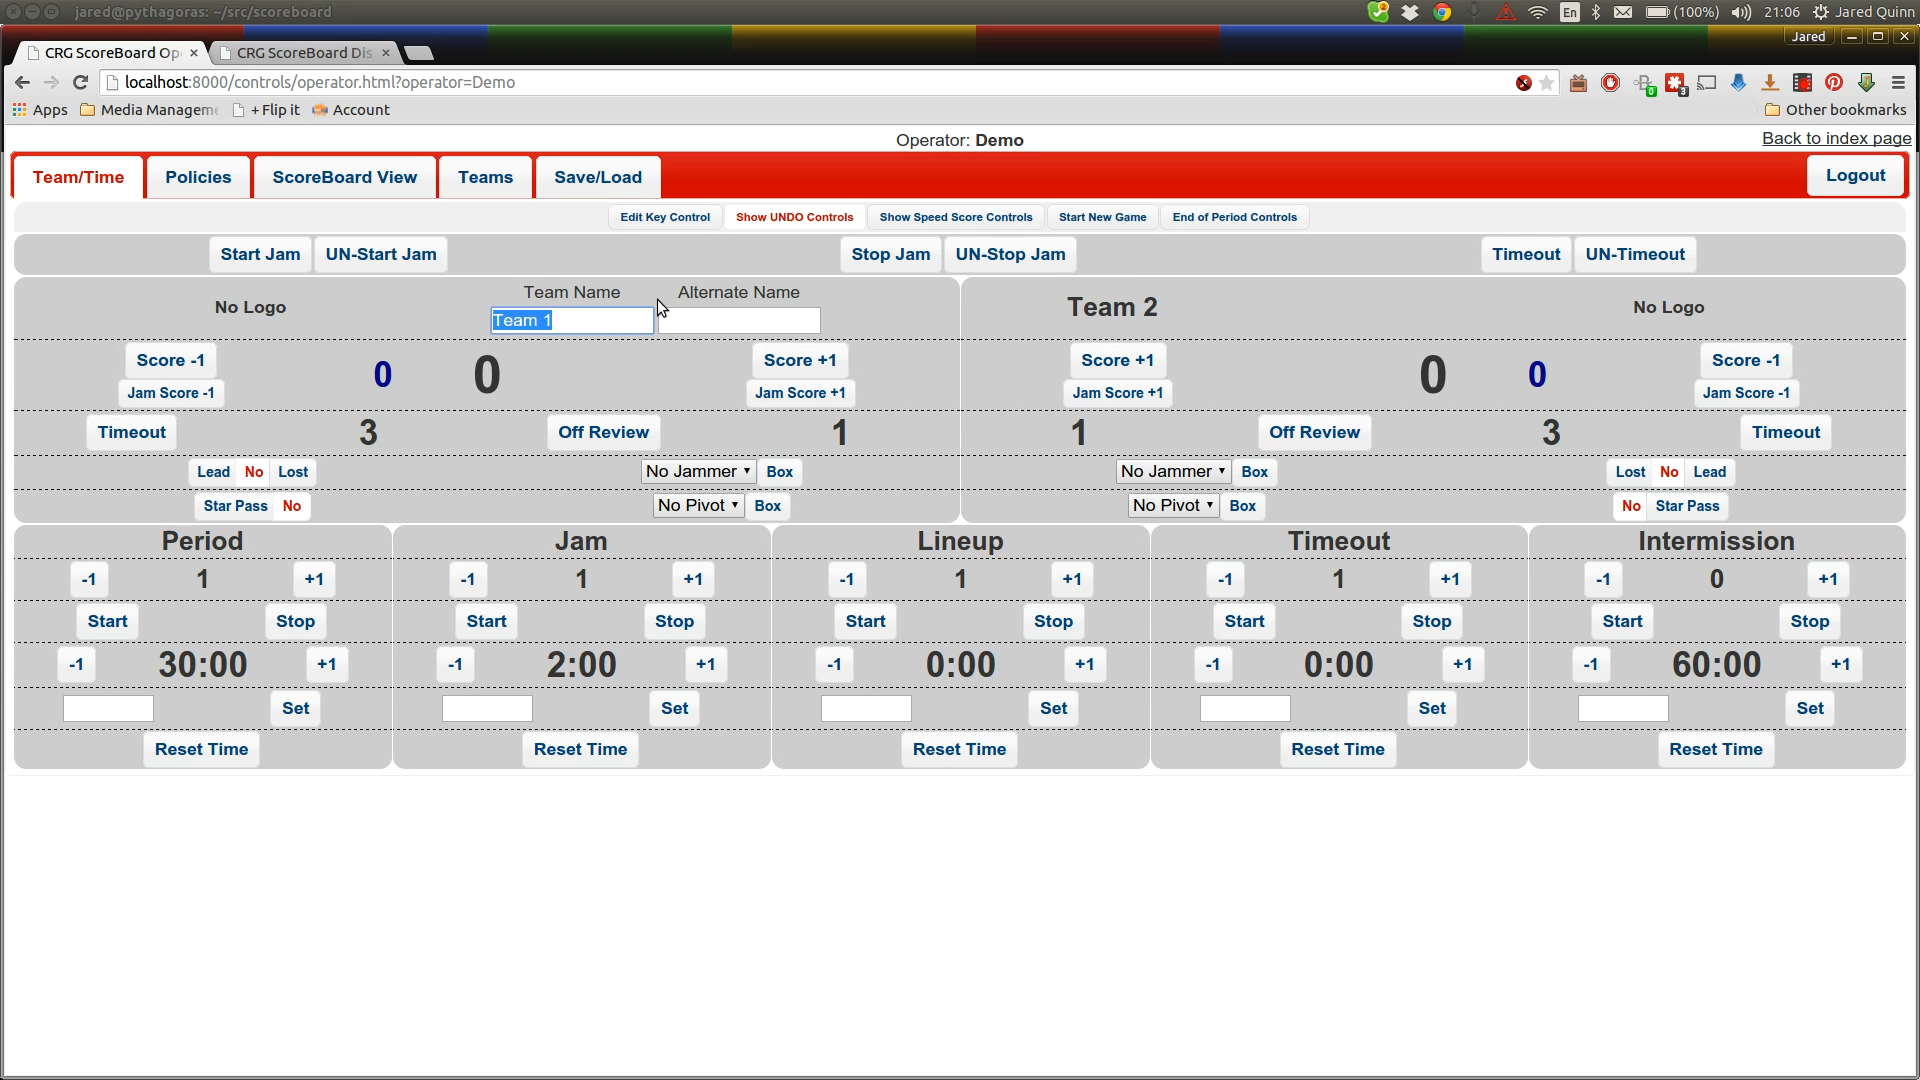 jared@pythagoras: ~/src/scoreboard
En (100%) 21:06 Jared Quinn
CRG ScoreBoard Op × CRG ScoreBoard Dis × Jared
localhost:8000/controls/operator.html?operator=Demo 0 3
Apps Media Managem + Flip it Account Other bookmarks
Operator: Demo Back to index page
Team/Time Policies ScoreBoard View Teams Save/Load Logout
Edit Key Control Show UNDO Controls Show Speed Score Controls Start New Game End of Period Controls
Start Jam UN-Start Jam Stop Jam UN-Stop Jam Timeout UN-Timeout
Team Name Alternate Name
No Logo Team 2 No Logo
Team 1
Score -1 0 0 Score +1 Score +1 0 0 Score -1
Jam Score -1 Jam Score +1 Jam Score +1 Jam Score -1
Timeout 3 Off Review 1 1 Off Review 3 Timeout
Lead No Lost No Jammer Box No Jammer Box Lost No Lead
Star Pass No No Pivot Box No Pivot Box No Star Pass
Period Jam Lineup Timeout Intermission
-1 1 +1 -1 1 +1 -1 1 +1 -1 1 +1 -1 0 +1
Start Stop Start Stop Start Stop Start Stop Start Stop
-1 30:00 +1 -1 2:00 +1 -1 0:00 +1 -1 0:00 +1 -1 60:00 +1
Set Set Set Set Set
Reset Time Reset Time Reset Time Reset Time Reset Time